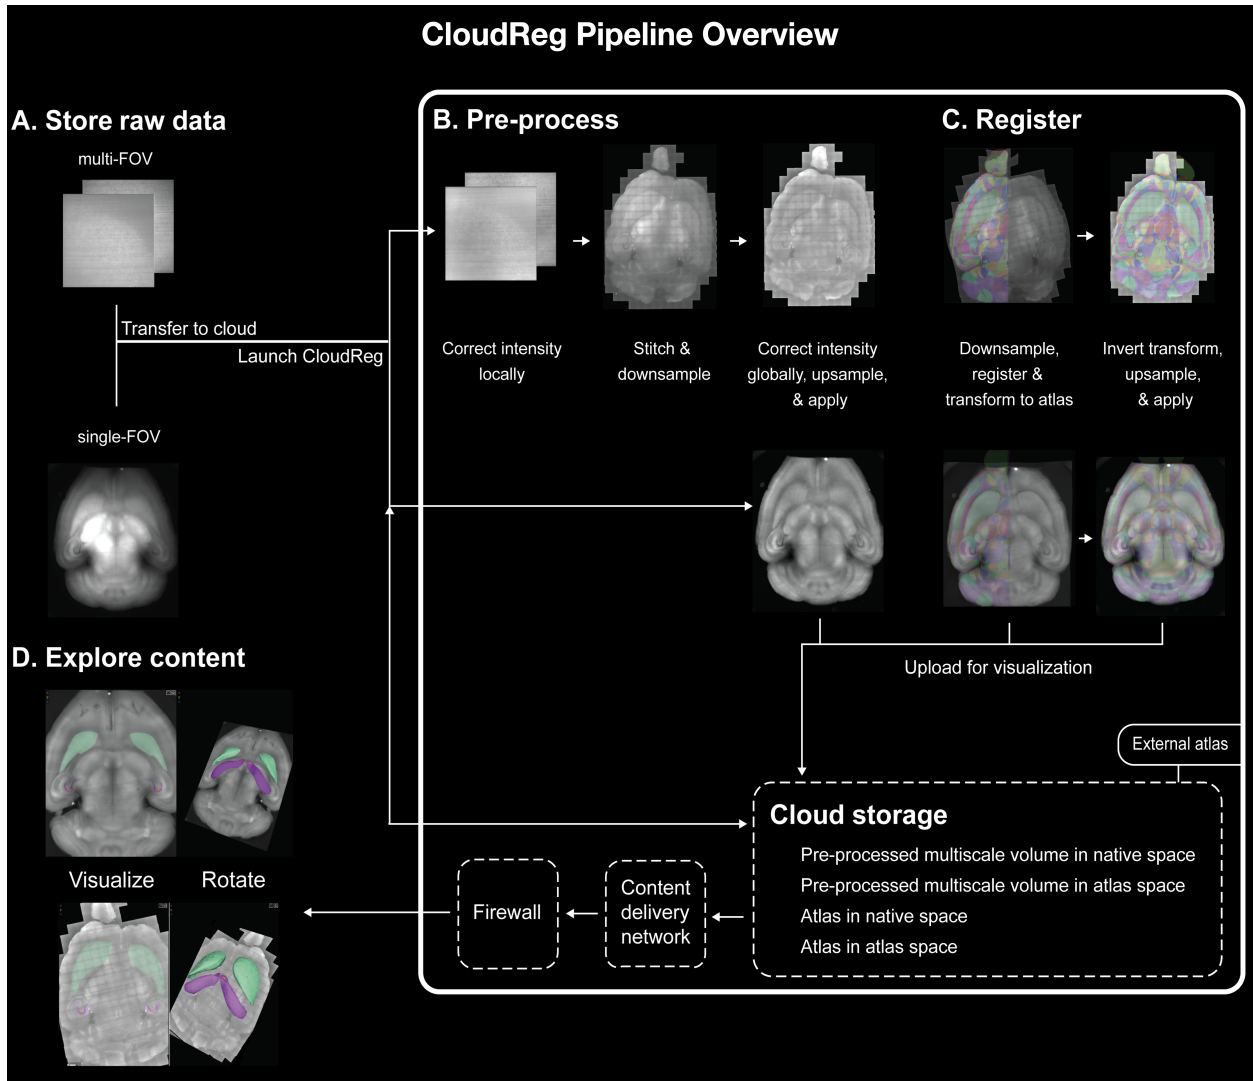 CloudReg Pipeline Overview
A. Store raw data
multi-FOV
Transfer to cloud
Launch CloudReg
single-FOV
B. Pre-process
Correct intensity
locally
Stitch &
downsample
Correct intensity
globally, upsample,
& apply
C. Register
Downsample,
register &
transform to atlas
Invert transform,
upsample,
& apply
Upload for visualization
External atlas
Cloud storage
Pre-processed multiscale volume in native space
Pre-processed multiscale volume in atlas space
Atlas in native space
Atlas in atlas space
Content
delivery
network
Firewall
D. Explore content
Visualize
Rotate